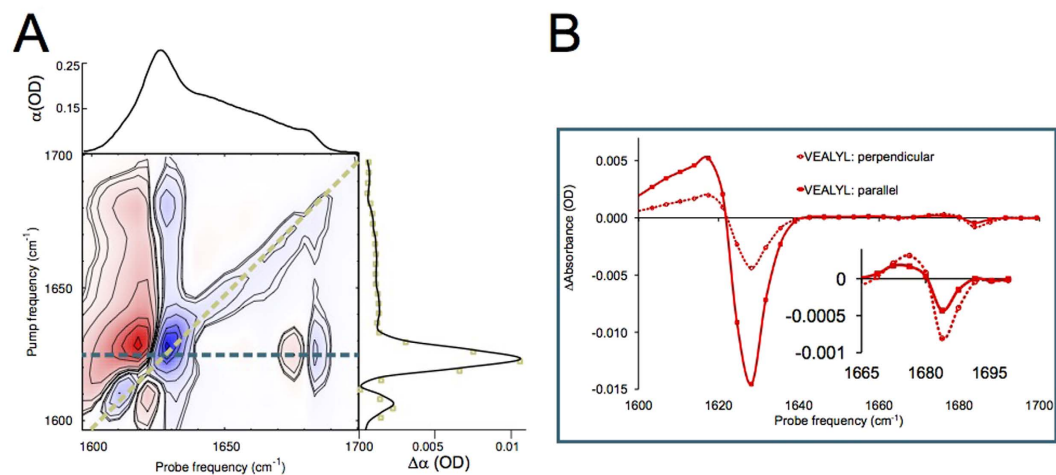 A
B
α(OD)
0.25
0.15
Pump frequency (cm⁻¹)
1700
1650
1600
1600
1650
1700
Probe frequency (cm⁻¹)
0.005
0.01
Δα (OD)
ΔAbsorbance (OD)
0.005
0.000
-0.005
-0.010
-0.015
VEALYL: perpendicular
VEALYL: parallel
0
-0.0005
-0.001
1665
1680
1695
1600
1620
1640
1660
1680
1700
Probe frequency (cm⁻¹)